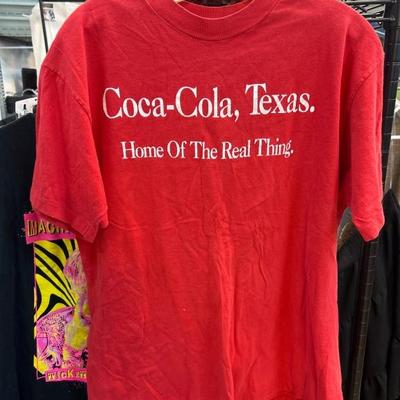 Coca-Cola, Texas.
Home Of The Real Thing.